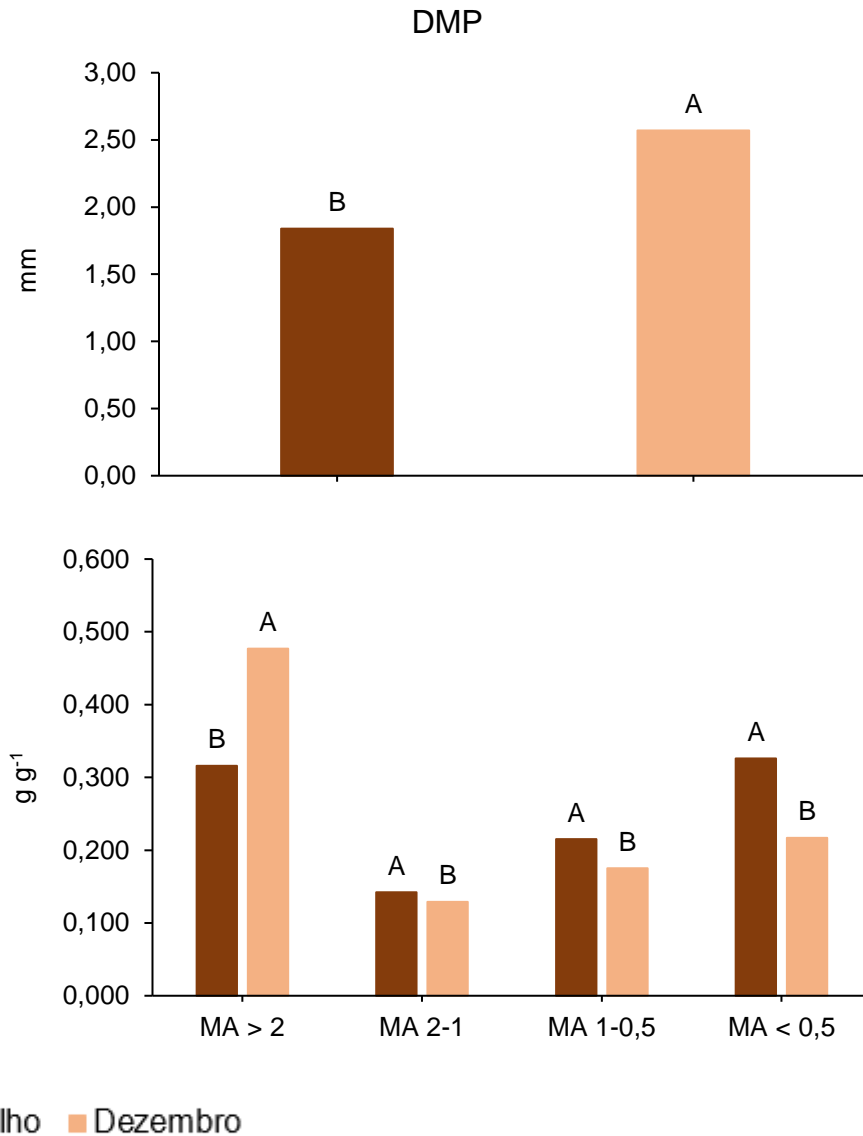 DMP
3,00
2,50
2,00
1,50
1,00
0,50
0,00
mm
B
A
0,600
0,500
0,400
0,300
0,200
0,100
0,000
g g⁻¹
B
A
A
B
A
B
A
B
MA > 2
MA 2-1
MA 1-0,5
MA < 0,5
lho
Dezembro